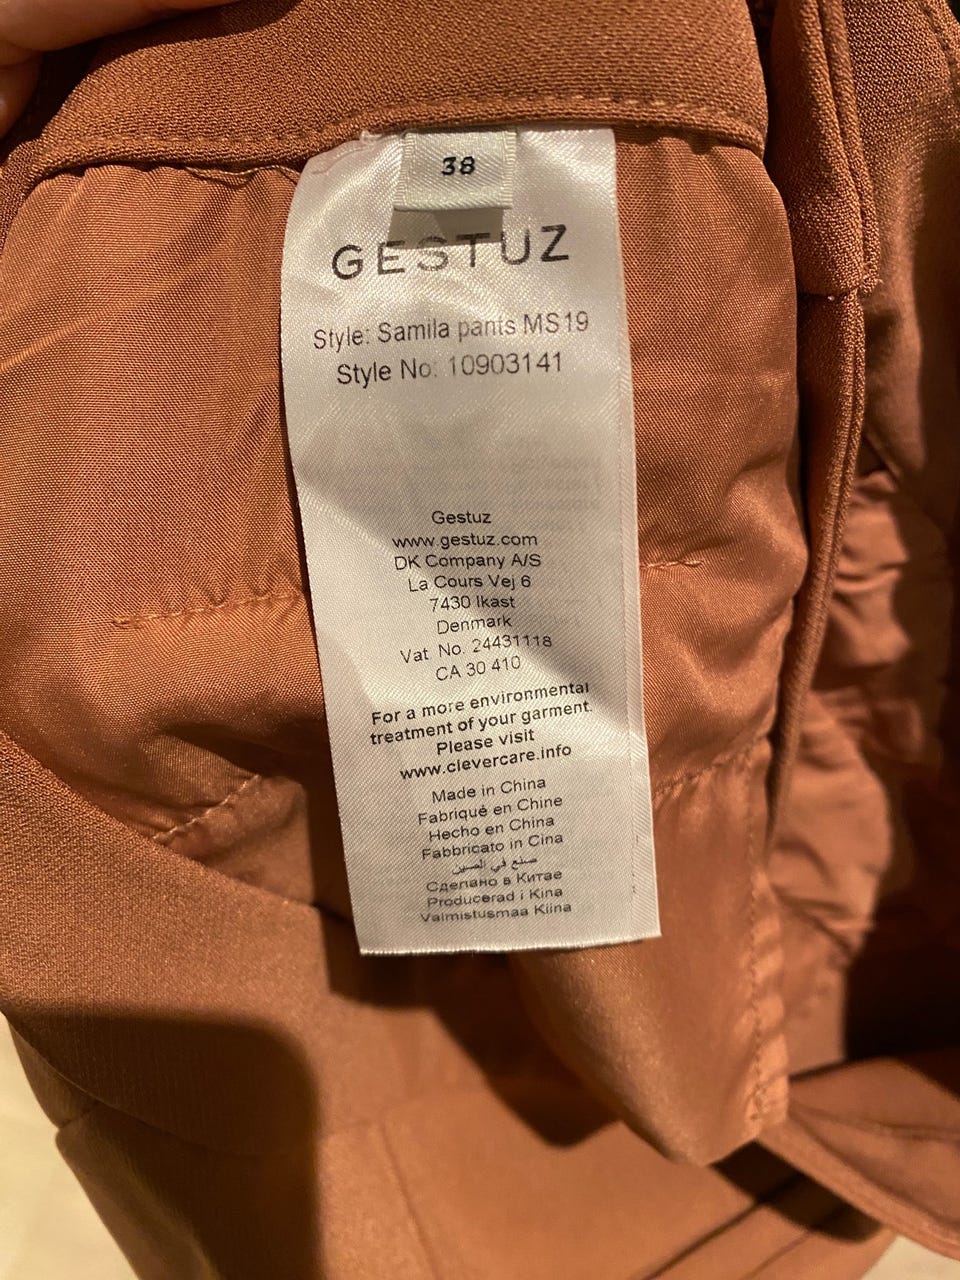 38
GESTUZ
Style: Samila pants MS19
Style No: 10903141
Gestuz
www.gestuz.com
DK Company A/S
La Cours Vej 6
7430 Ikast
Denmark
Vat No. 24431118
CA 30 410
For a more environmental
treatment of your garment.
Please visit
www.clevercare.info
Made in China
Fabriqué en Chine
Hecho en China
Fabbricato in Cina
صنع في الصين
Сделано в Китае
Producerad i Kina
Valmistusmaa Kiina